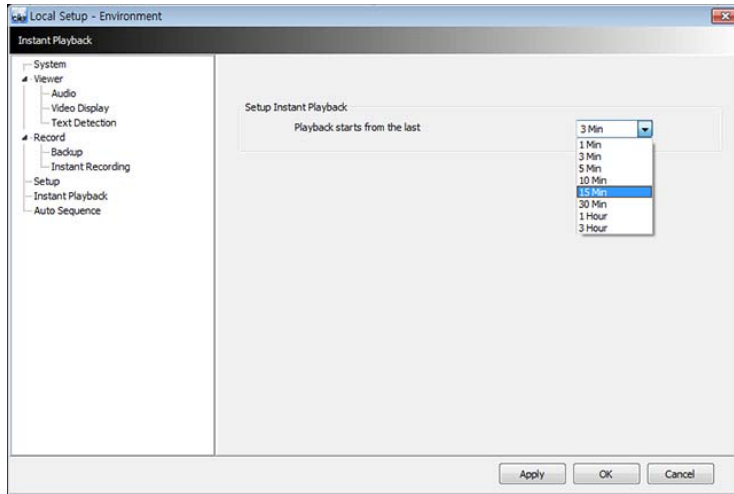 Local Setup - Environment
Instant Playback
System
Viewer
Audio
Video Display
Text Detection
Record
Backup
Instant Recording
Setup
Instant Playback
Auto Sequence
Setup Instant Playback
Playback starts from the last
3 Min
1 Min
3 Min
5 Min
10 Min
15 Min
30 Min
1 Hour
3 Hour
Apply
OK
Cancel